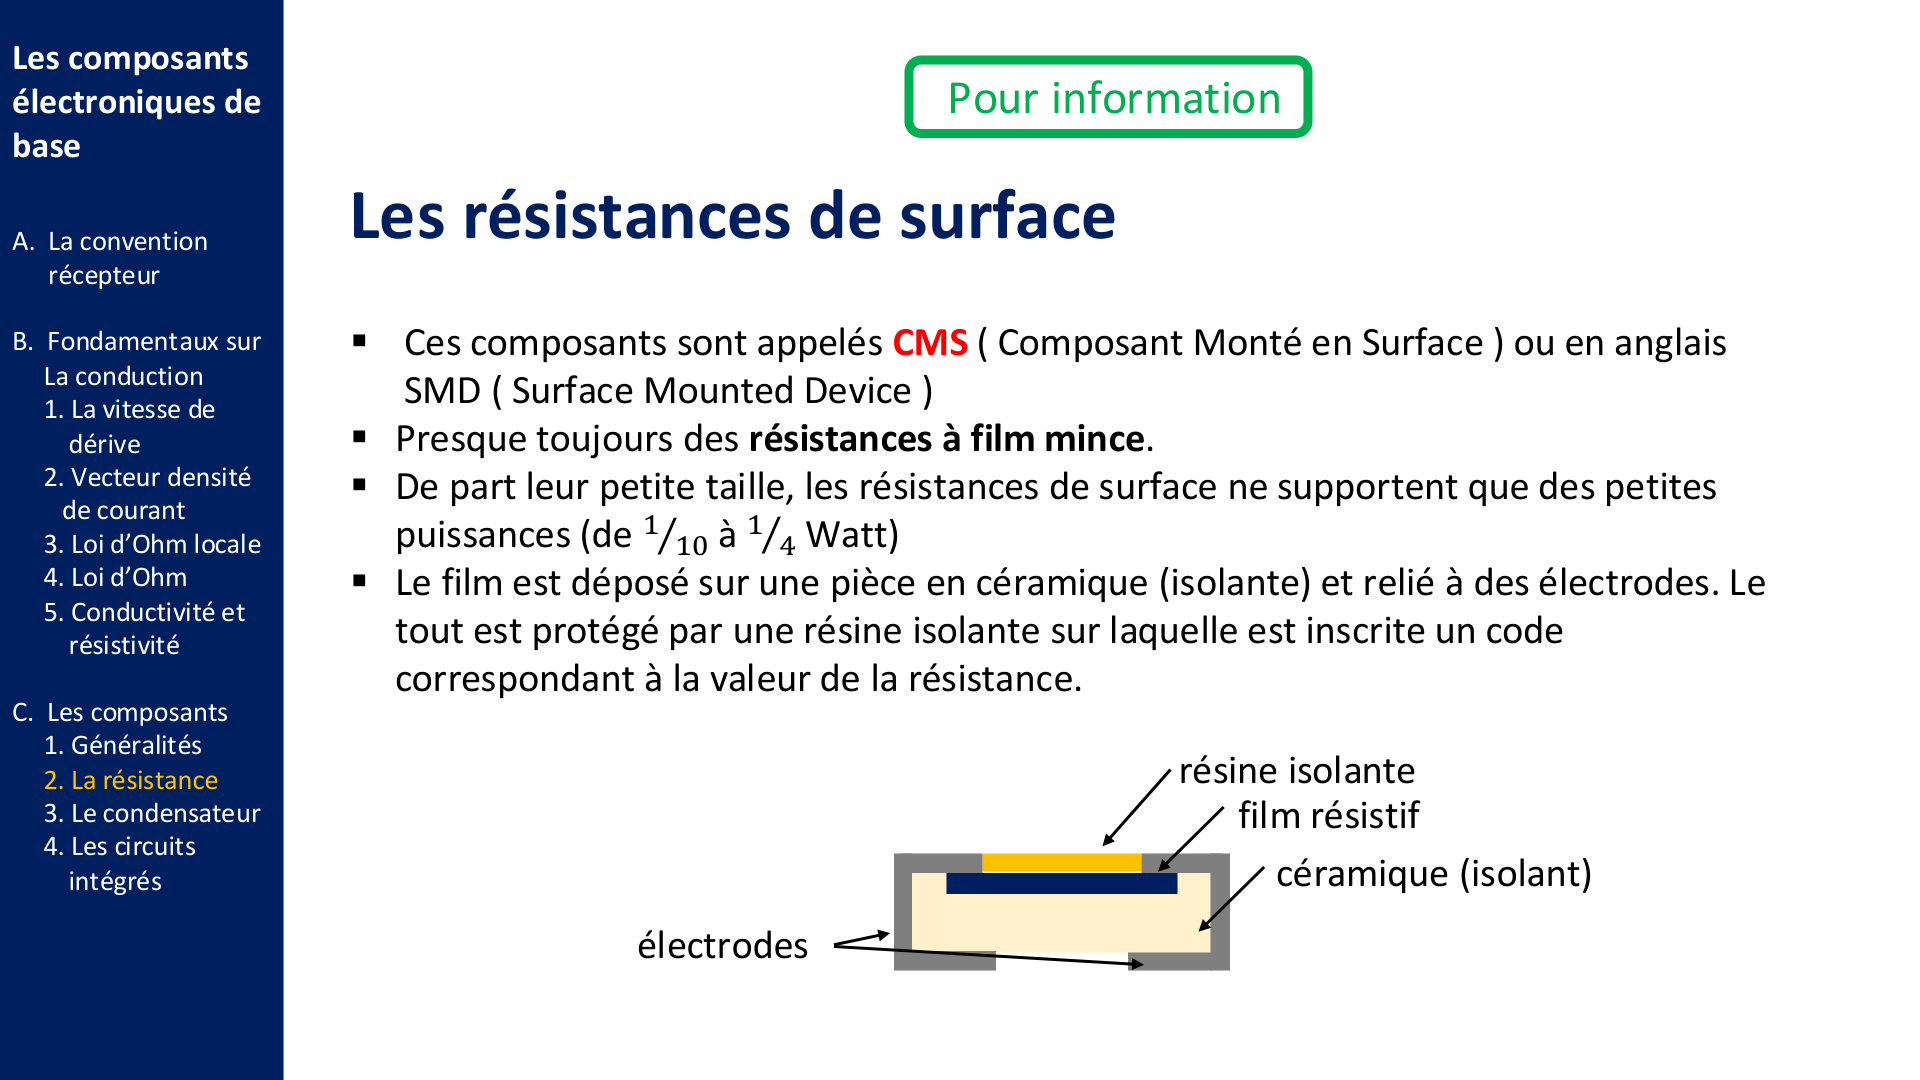 Les composants
électroniques de
base
A. La convention
récepteur
B. Fondamentaux sur
La conduction
1. La vitesse de
dérive
2. Vecteur densité
de courant
3. Loi d’Ohm locale
4. Loi d’Ohm
5. Conductivité et
résistivité
C. Les composants
1. Généralités
2. La résistance
3. Le condensateur
4. Les circuits
intégrés
Pour information
Les résistances de surface
▪ Ces composants sont appelés CMS ( Composant Monté en Surface ) ou en anglais
SMD ( Surface Mounted Device )
▪ Presque toujours des résistances à film mince.
▪ De part leur petite taille, les résistances de surface ne supportent que des petites
puissances (de 1/10 à 1/4 Watt)
▪ Le film est déposé sur une pièce en céramique (isolante) et relié à des électrodes. Le
tout est protégé par une résine isolante sur laquelle est inscrite un code
correspondant à la valeur de la résistance.
résine isolante
film résistif
céramique (isolant)
électrodes